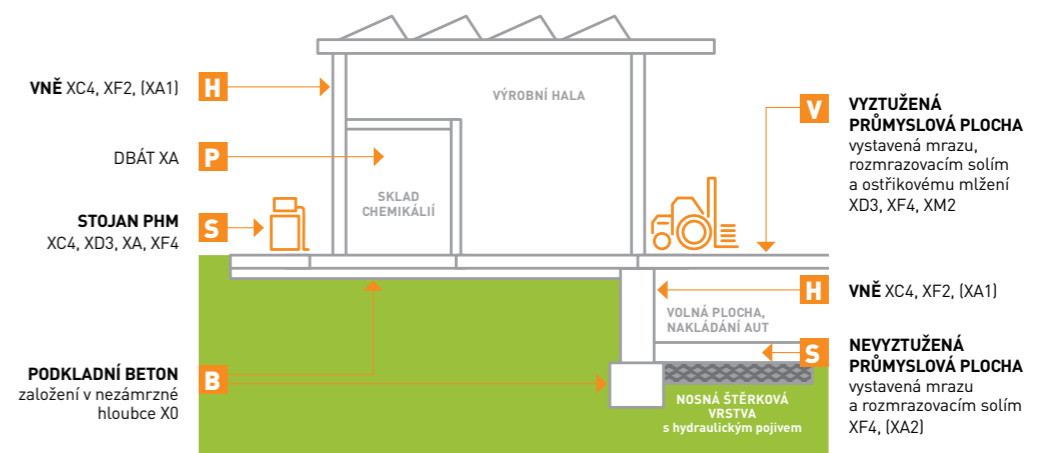 VNĚ XC4, XF2, (XA1)
H
DBÁT XA
P
STOJAN PHM
XC4, XD3, XA, XF4
S
PODKLADNÍ BETON
založení v nezámrzné
hloubce X0
B
VÝROBNÍ HALA
SKLAD
CHEMIKÁLIÍ
V
VYZTUŽENÁ
PRŮMYSLOVÁ PLOCHA
vystavená mrazu,
rozmrazovacím solím
a ostřikovému mlžení
XD3, XF4, XM2
H
VNĚ XC4, XF2, (XA1)
VOLNÁ PLOCHA,
NAKLÁDÁNÍ AUT
S
NEVYZTUŽENÁ
PRŮMYSLOVÁ PLOCHA
vystavená mrazu
a rozmrazovacím solím
XF4, (XA2)
NOSNÁ ŠTĚRKOVÁ
VRSTVA
s hydraulickým pojivem